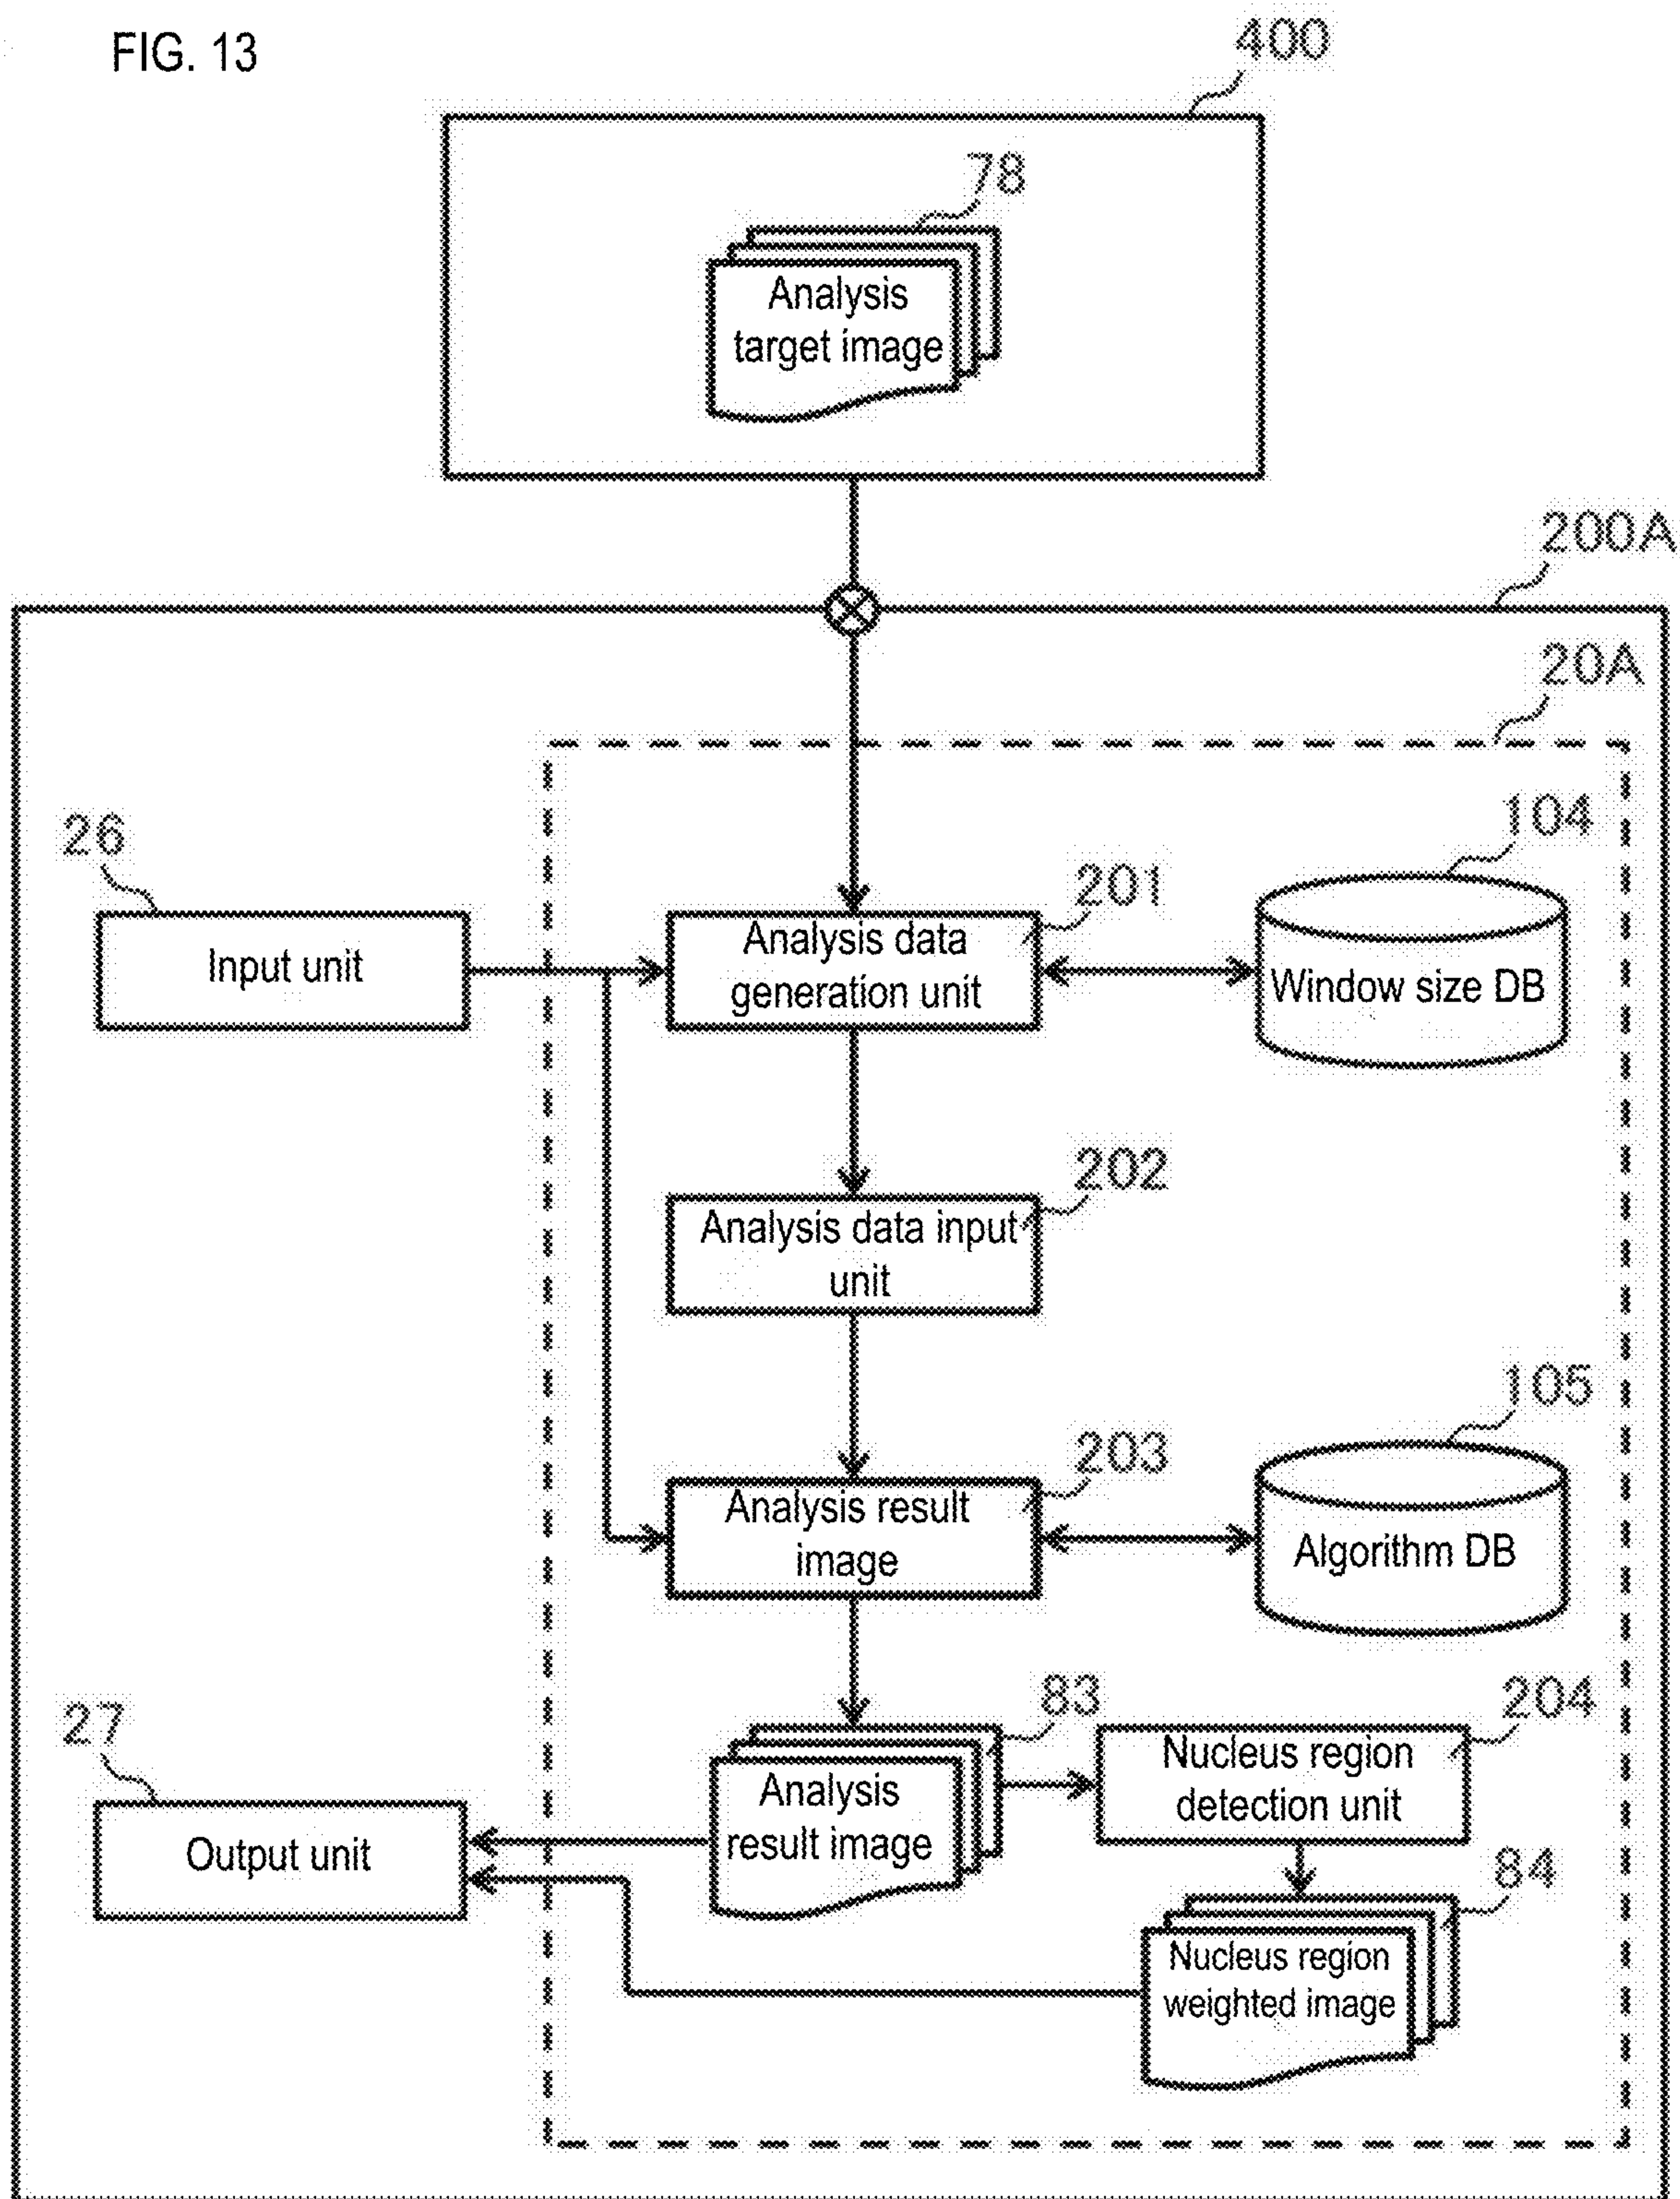 FIG. 13
400
78
Analysis
target image
200A
20A
26
Input unit
201
Analysis data
generation unit
104
Window size DB
202
Analysis data input
unit
203
Analysis result
image
105
Algorithm DB
27
Output unit
83
Analysis
result image
204
Nucleus region
detection unit
84
Nucleus region
weighted image